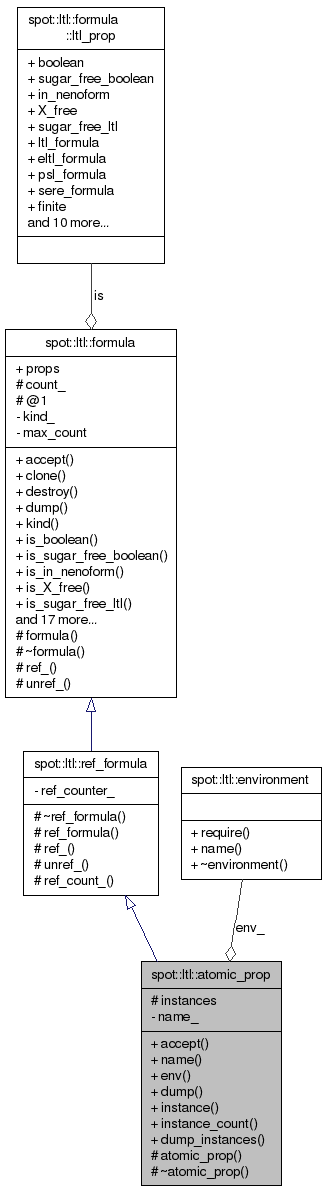 spot::ltl::formula
::ltl_prop
+ boolean
+ sugar_free_boolean
+ in_nenoform
+ X_free
+ sugar_free_ltl
+ ltl_formula
+ eltl_formula
+ psl_formula
+ sere_formula
+ finite
and 10 more...
is
spot::ltl::formula
+ props
# count_
# @1
- kind_
- max_count
+ accept()
+ clone()
+ destroy()
+ dump()
+ kind()
+ is_boolean()
+ is_sugar_free_boolean()
+ is_in_nenoform()
+ is_X_free()
+ is_sugar_free_ltl()
and 17 more...
# formula()
# ~formula()
# ref_()
# unref_()
spot::ltl::ref_formula
- ref_counter_
# ~ref_formula()
# ref_formula()
# ref_()
# unref_()
# ref_count_()
spot::ltl::environment
+ require()
+ name()
+ ~environment()
env_
spot::ltl::atomic_prop
# instances
- name_
+ accept()
+ name()
+ env()
+ dump()
+ instance()
+ instance_count()
+ dump_instances()
# atomic_prop()
# ~atomic_prop()